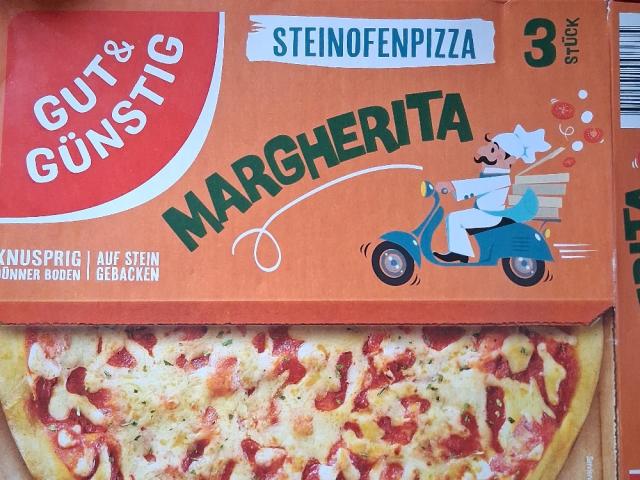 GUT&
GÜNSTIG
STEINOFENPIZZA
3
STÜCK
MARGHERITA
KNUSPRIG
DÜNNER BODEN
AUF STEIN
GEBACKEN